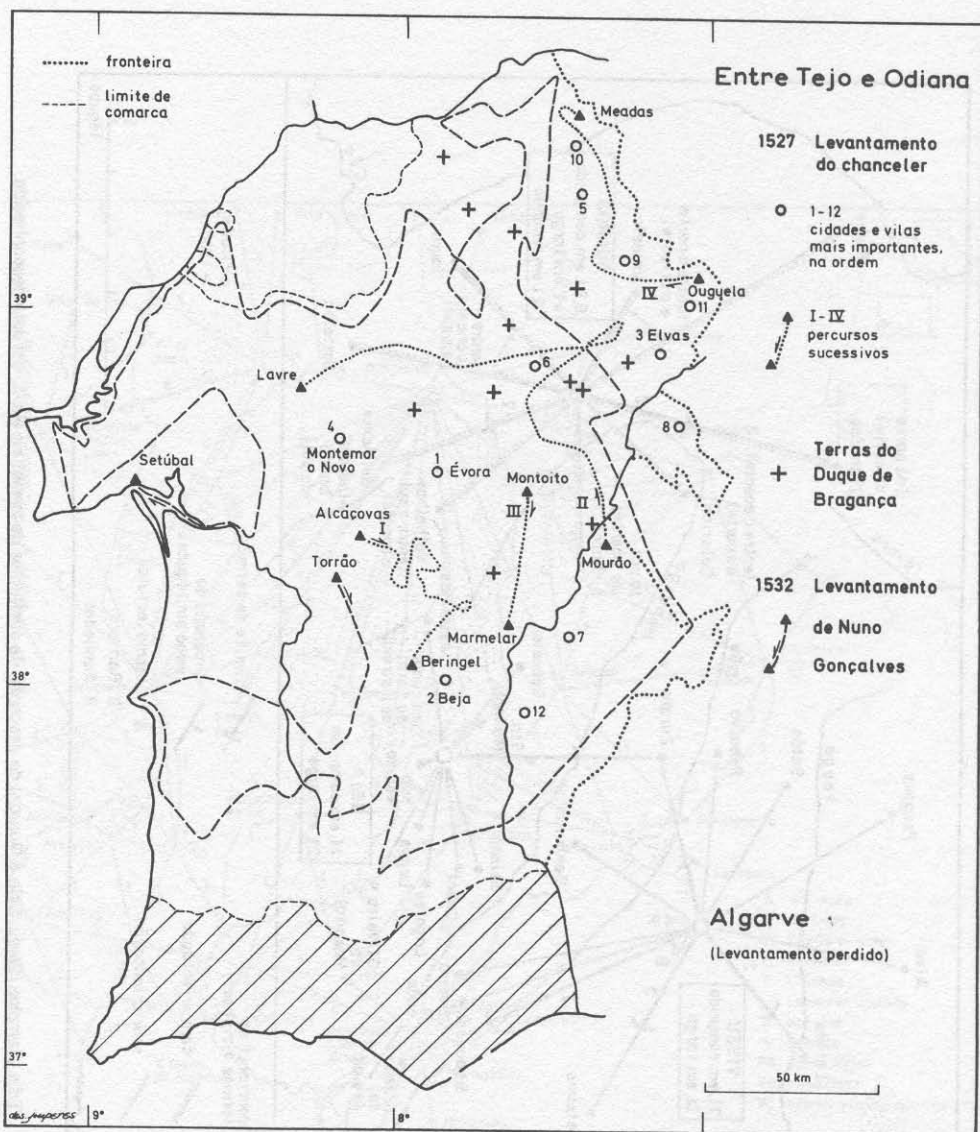 fronteira
limite de
comarca
Entre Tejo e Odiana
1527 Levantamento
do chanceler
1-12
cidades e vilas
mais importantes,
na ordem
I-IV
percursos
sucessivos
Terras do
Duque de
Bragança
1532 Levantamento
de Nuno
Gonçalves
Meadas
10
5
9
IV
Ouguela
11
39°
3 Elvas
6
Lavre
8
4
Montemor
o Novo
1
Évora
Setúbal
Montoito
III
II
Alcáçovas
I
Mourão
Torrão
Marmelar
7
Beringel
38°
2 Beja
12
Algarve
(Levantamento perdido)
37°
50 km
9°
8°